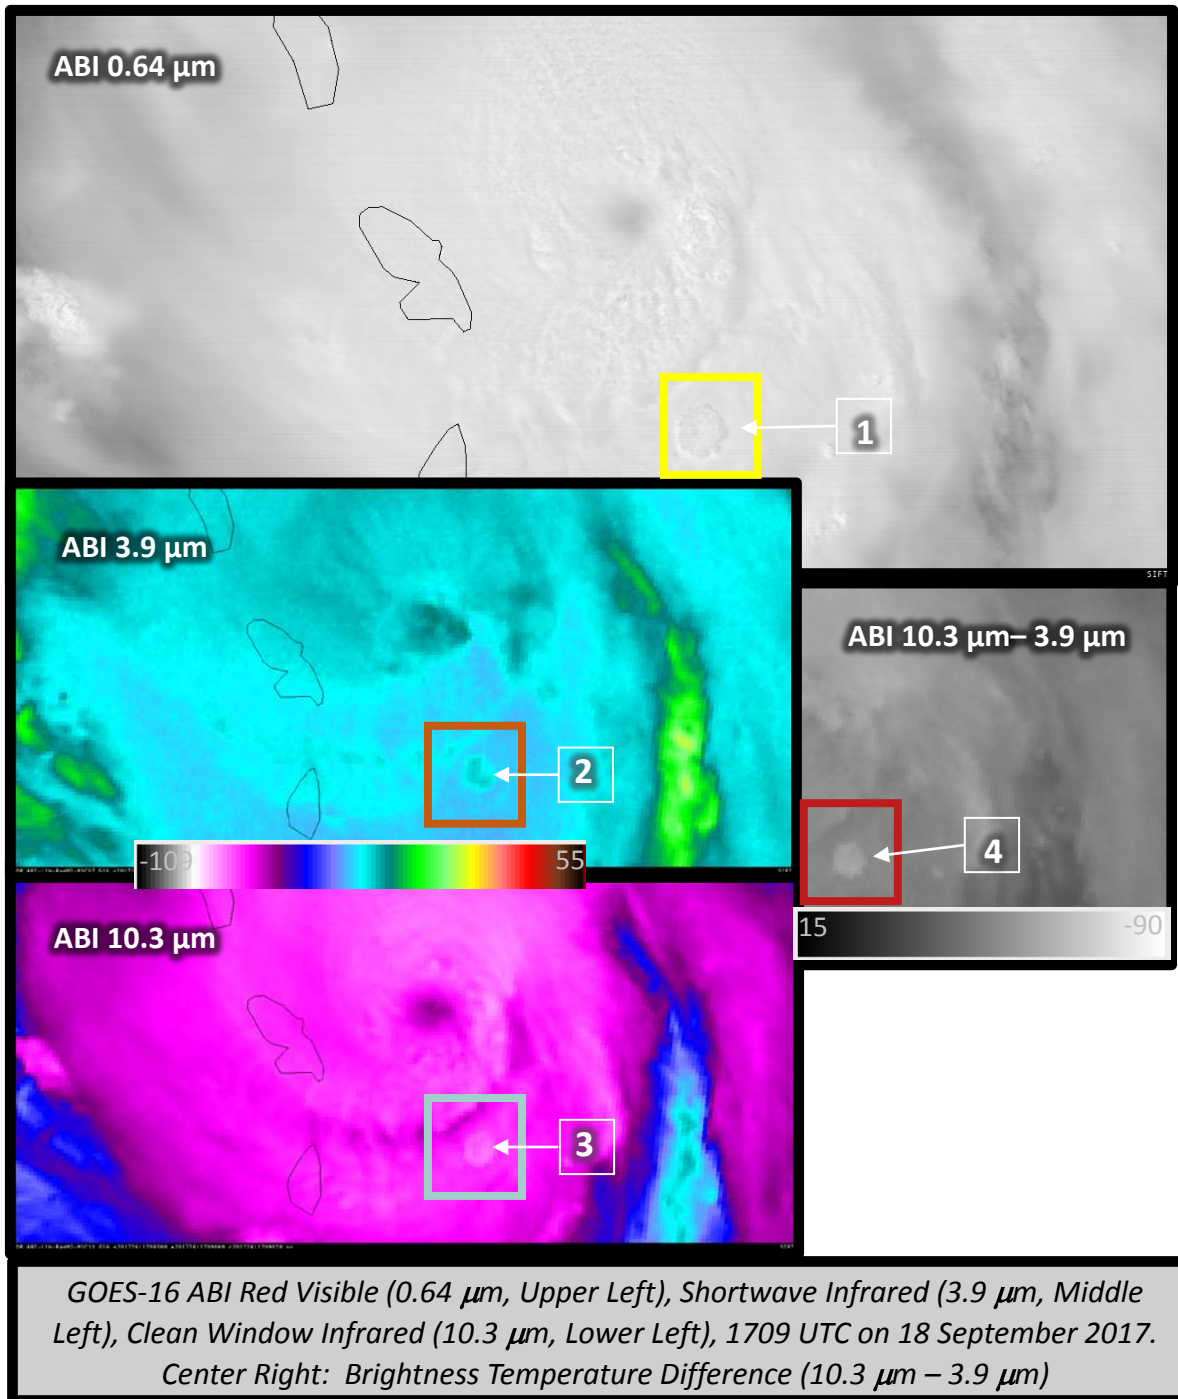 ABI 0.64 µm
1
SIFT
ABI 3.9 µm
2
-109 55
ABI 10.3 µm– 3.9 µm
4
15 -90
ABI 10.3 µm
3
GOES-16 ABI Red Visible (0.64 µm, Upper Left), Shortwave Infrared (3.9 µm, Middle
Left), Clean Window Infrared (10.3 µm, Lower Left), 1709 UTC on 18 September 2017.
Center Right: Brightness Temperature Difference (10.3 µm – 3.9 µm)